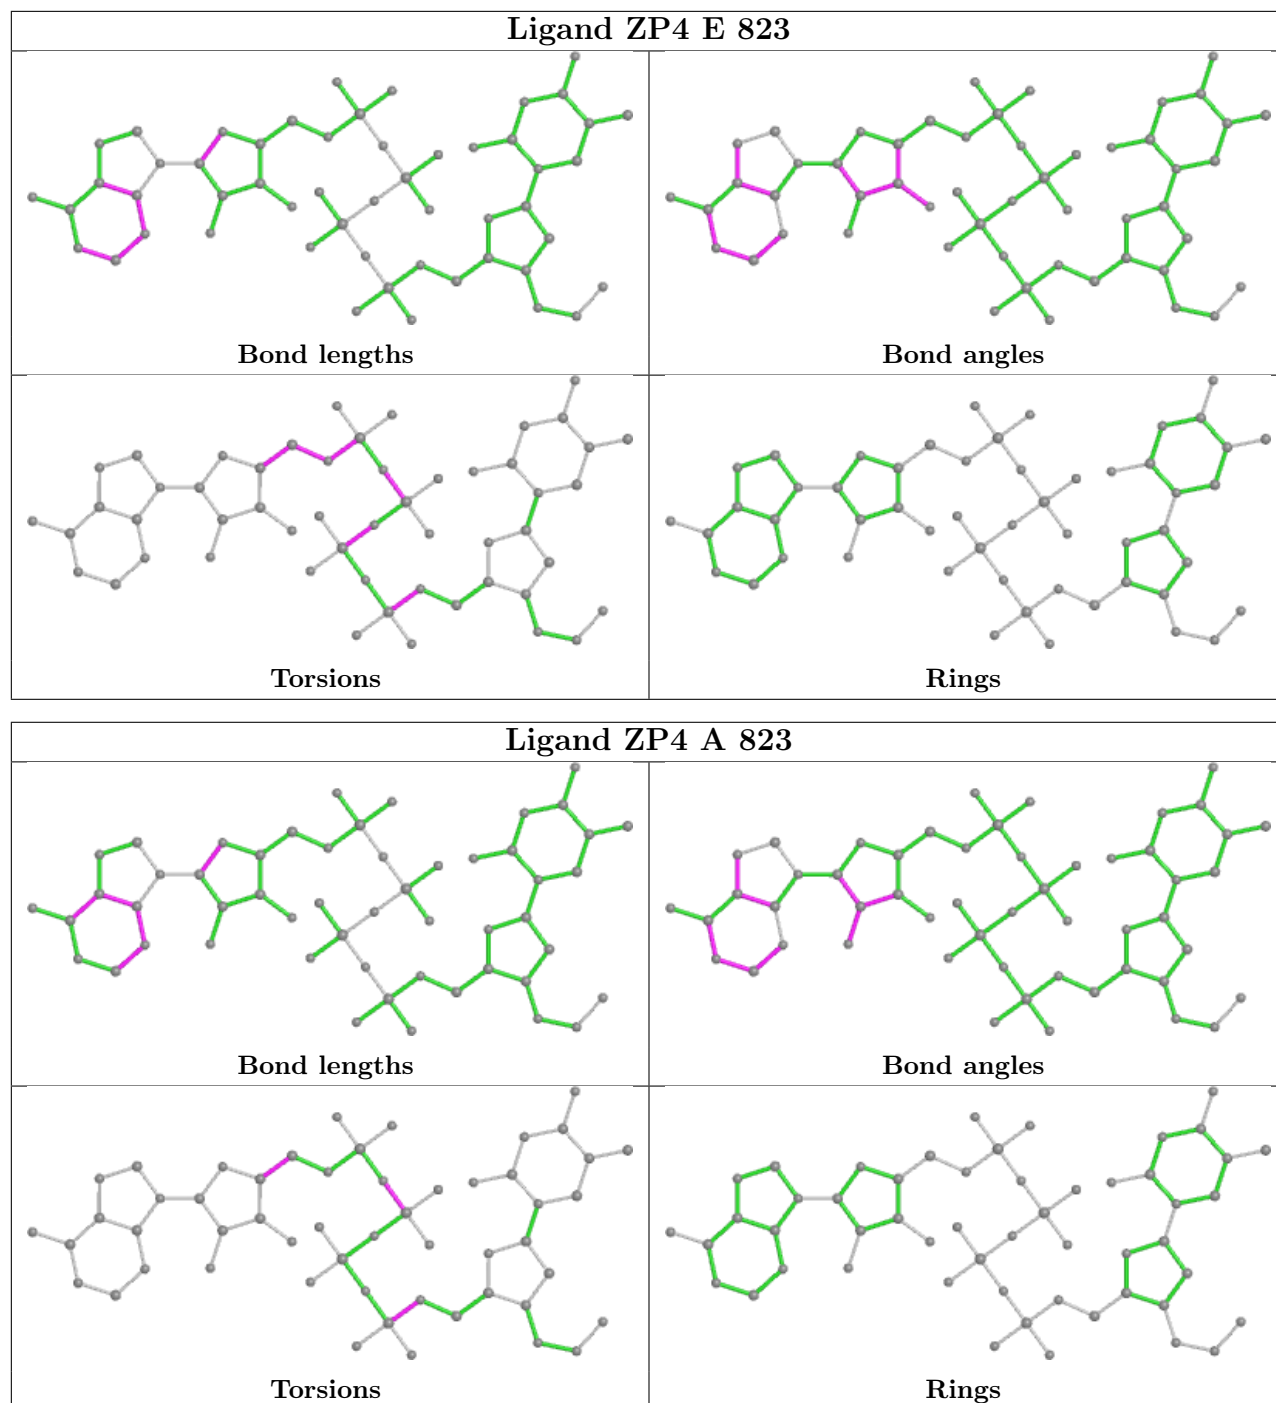 Ligand ZP4 E 823
Bond lengths
Bond angles
Torsions
Rings
Ligand ZP4 A 823
Bond lengths
Bond angles
Torsions
Rings